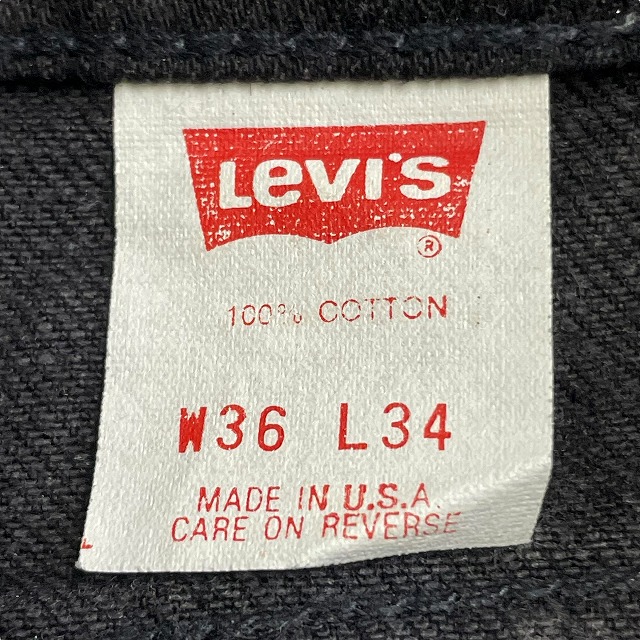 Levi's
®
100% COTTON
W36 L34
MADE IN U.S.A.
CARE ON REVERSE
L